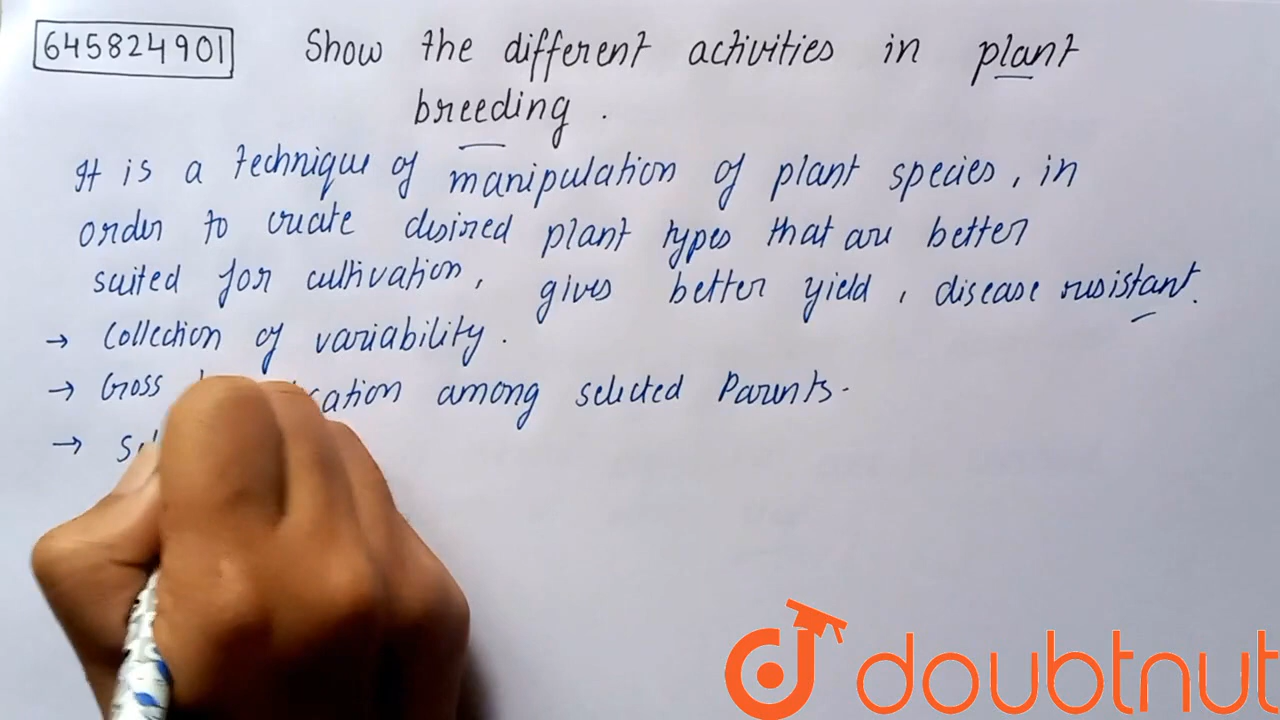 645824901 Show the different activities in plant
breeding.
It is a technique of manipulation of plant species, in
order to create desired plant types that are better
suited for cultivation, gives better yield, disease resistant.
→ Collection of variability.
→ Cross among selected Parents.
→
doubtnut